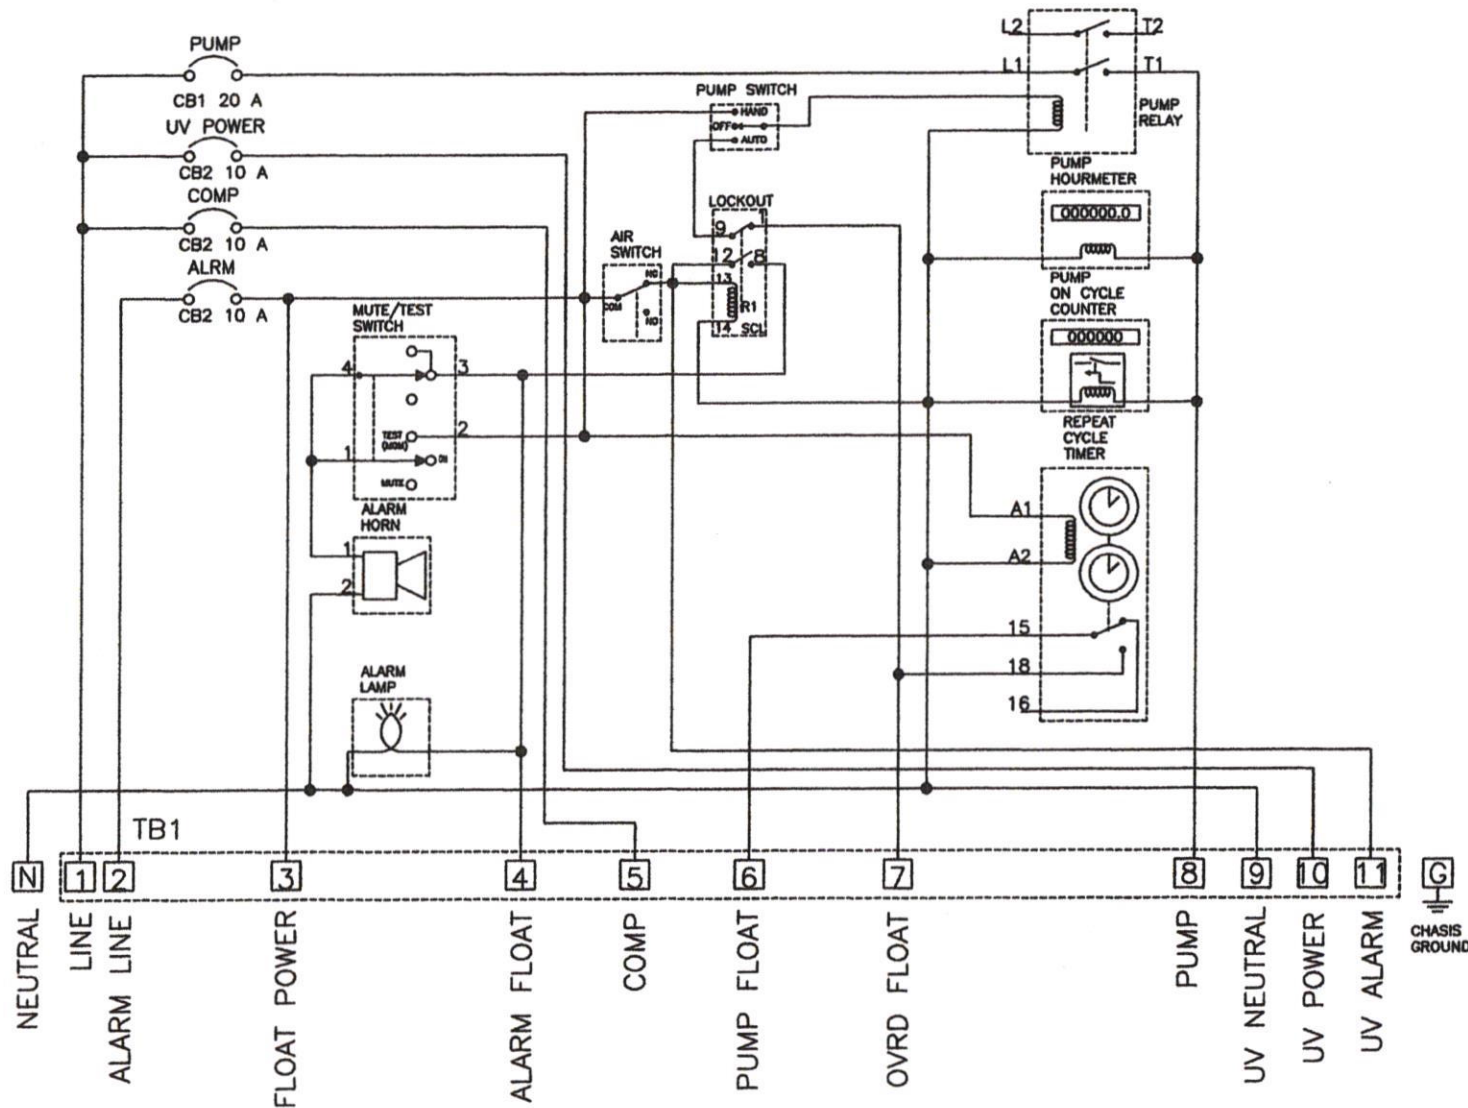 L2
T2
PUMP
L1
T1
CB1 20 A
PUMP SWITCH
HAND
OFF
AUTO
PUMP
RELAY
UV POWER
CB2 10 A
PUMP
HOURMETER
000000.0
COMP
CB2 10 A
LOCKOUT
9
1
12
8
13
R1
14
SCL
AIR
SWITCH
NC
COM
NO
PUMP
ON CYCLE
COUNTER
000000
ALRM
CB2 10 A
MUTE/TEST
SWITCH
4
3
TEST
(MOM)
2
1
ON
MUTE
REPEAT
CYCLE
TIMER
A1
A2
15
18
16
ALARM
HORN
1
2
ALARM
LAMP
TB1
N
1
2
3
4
5
6
7
8
9
10
11
G
NEUTRAL
LINE
ALARM LINE
FLOAT POWER
ALARM FLOAT
COMP
PUMP FLOAT
OVRD FLOAT
PUMP
UV NEUTRAL
UV POWER
UV ALARM
CHASIS
GROUND